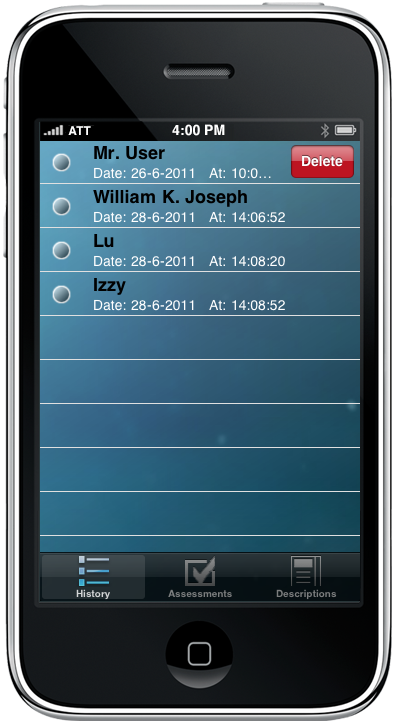 ATT 4:00 PM
Mr. User
Date: 26-6-2011 At: 10:0...
Delete
William K. Joseph
Date: 28-6-2011 At: 14:06:52
Lu
Date: 28-6-2011 At: 14:08:20
Izzy
Date: 28-6-2011 At: 14:08:52
History Assessments Descriptions